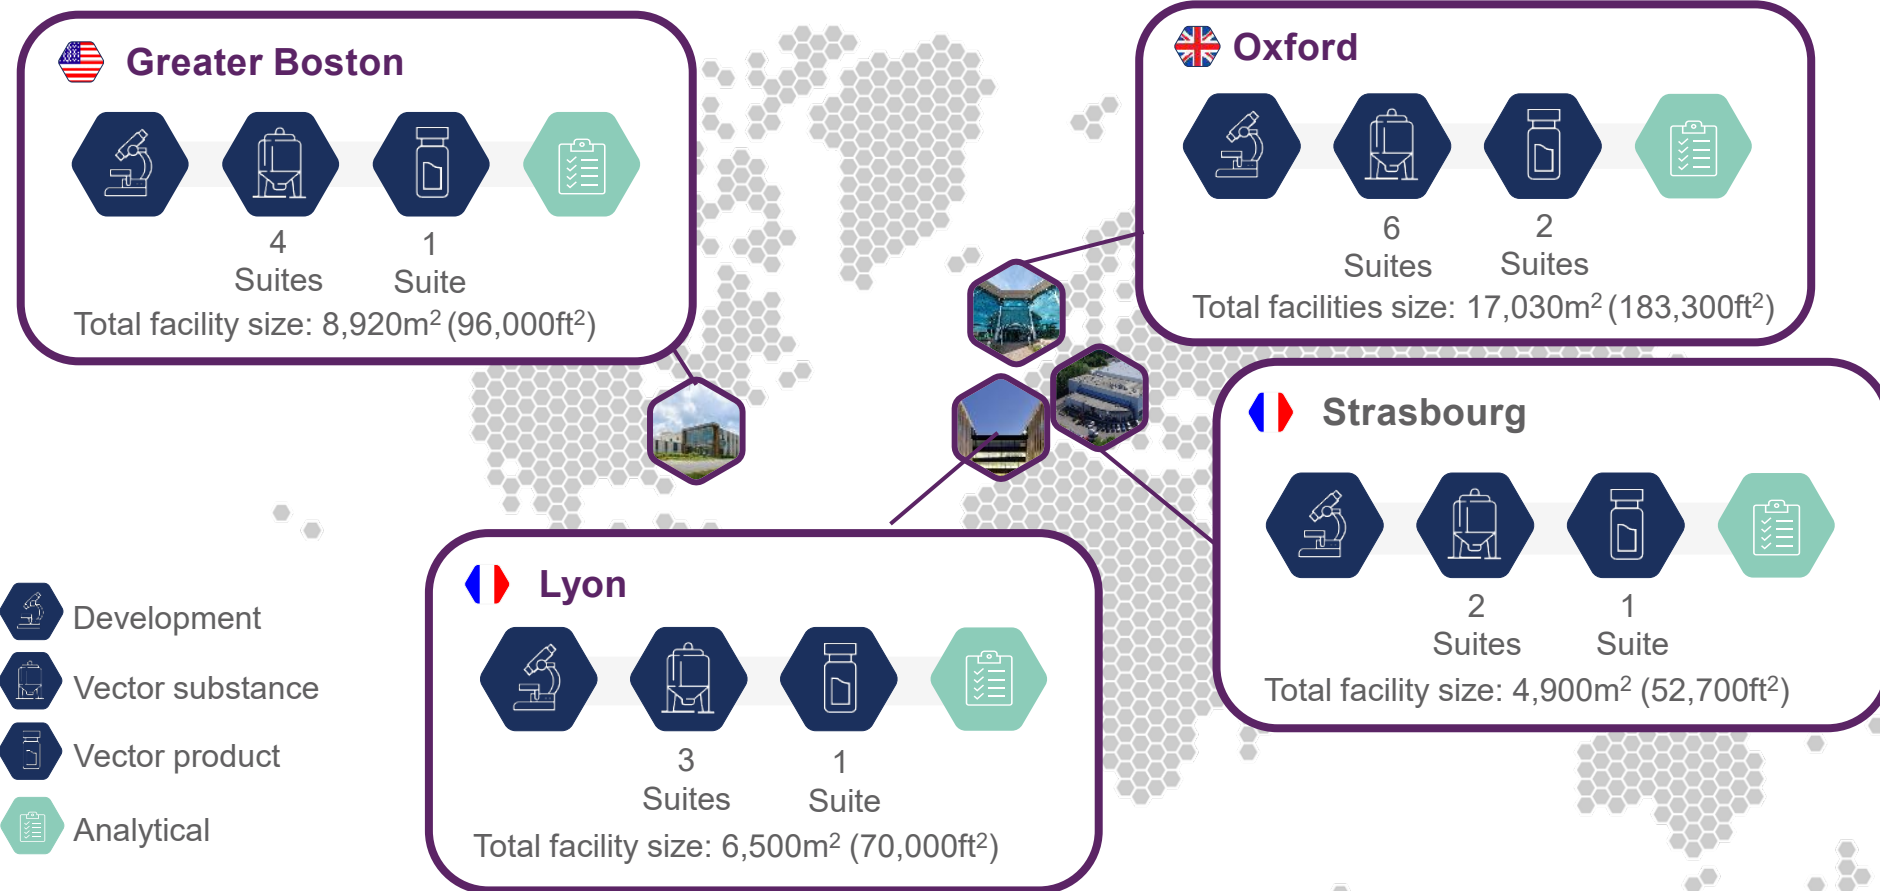 Greater Boston
4
Suites
1
Suite
Total facility size: 8,920m² (96,000ft²)
Oxford
6
Suites
2
Suites
Total facilities size: 17,030m² (183,300ft²)
Strasbourg
2
Suites
1
Suite
Total facility size: 4,900m² (52,700ft²)
Lyon
3
Suites
1
Suite
Total facility size: 6,500m² (70,000ft²)
Development
Vector substance
Vector product
Analytical